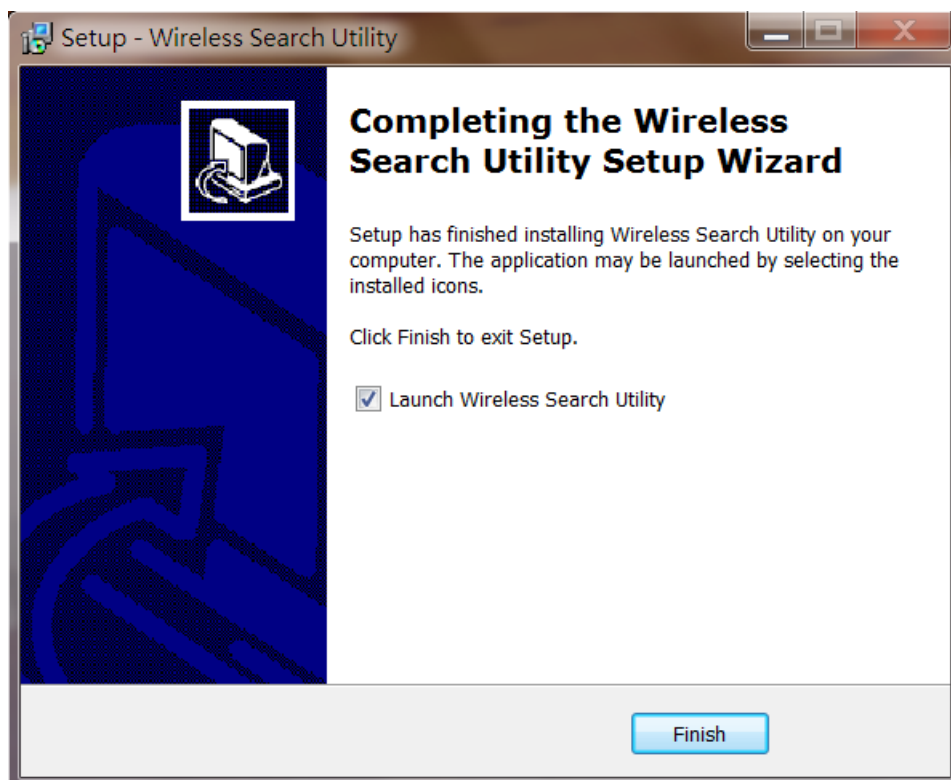 Setup - Wireless Search Utility
Completing the Wireless
Search Utility Setup Wizard
Setup has finished installing Wireless Search Utility on your
computer. The application may be launched by selecting the
installed icons.
Click Finish to exit Setup.
Launch Wireless Search Utility
Finish